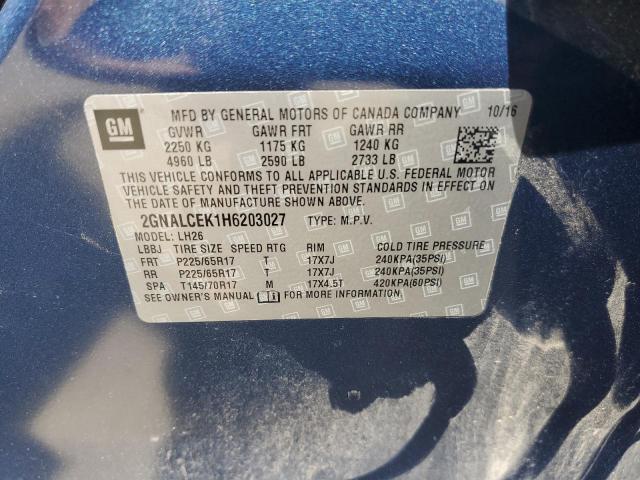 GM MFD BY GENERAL MOTORS OF CANADA COMPANY 10/16
GVWR GAWR FRT GAWR RR
2250 KG 1175 KG 1240 KG
4960 LB 2590 LB 2733 LB
THIS VEHICLE CONFORMS TO ALL APPLICABLE U.S. FEDERAL MOTOR
VEHICLE SAFETY AND THEFT PREVENTION STANDARDS IN EFFECT ON
THE DATE OF MANUFACTURE SHOWN ABOVE.
2GNALCEK1H6203027 TYPE: M.P.V.
MODEL: LH26
LBBJ TIRE SIZE SPEED RTG RIM COLD TIRE PRESSURE
FRT P225/65R17 T 17X7J 240KPA(35PSI)
RR P225/65R17 T 17X7J 240KPA(35PSI)
SPA T145/70R17 M 17X4.5T 420KPA(60PSI)
SEE OWNER'S MANUAL FOR MORE INFORMATION.